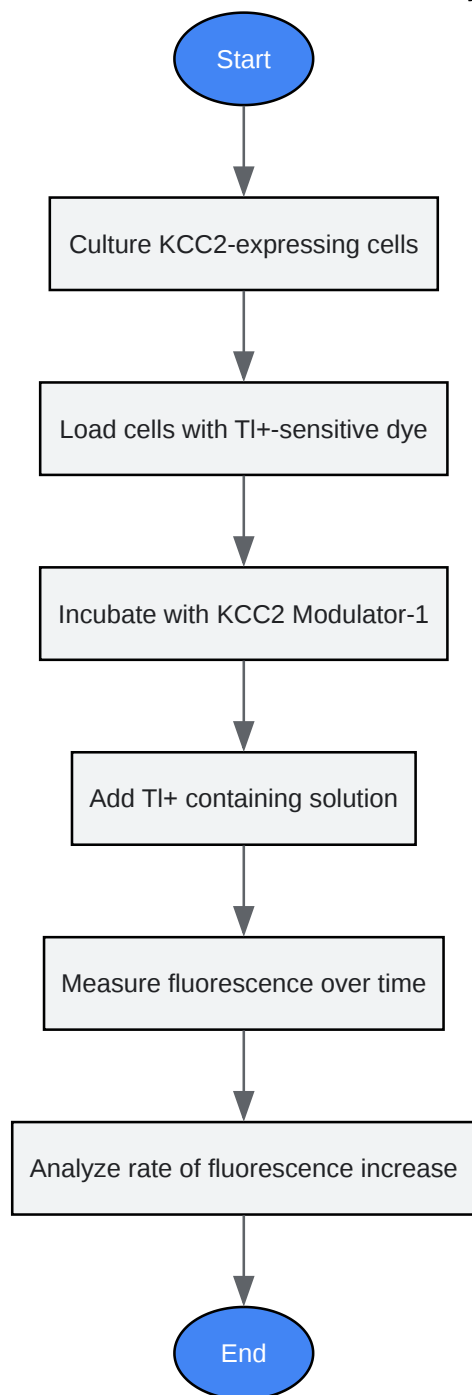 Start
Culture KCC2-expressing cells
Load cells with Tl+-sensitive dye
Incubate with KCC2 Modulator-1
Add Tl+ containing solution
Measure fluorescence over time
Analyze rate of fluorescence increase
End